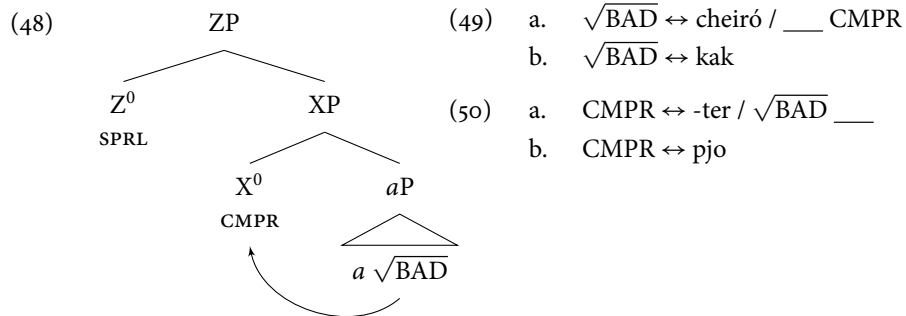 (48)
ZP
Z⁰ XP
SPRL
X⁰ aP
CMPR
a √BAD
(49) a. √BAD ↔ cheiró / ___ CMPR
b. √BAD ↔ kak
(50) a. CMPR ↔ -ter / √BAD ___
b. CMPR ↔ pjo